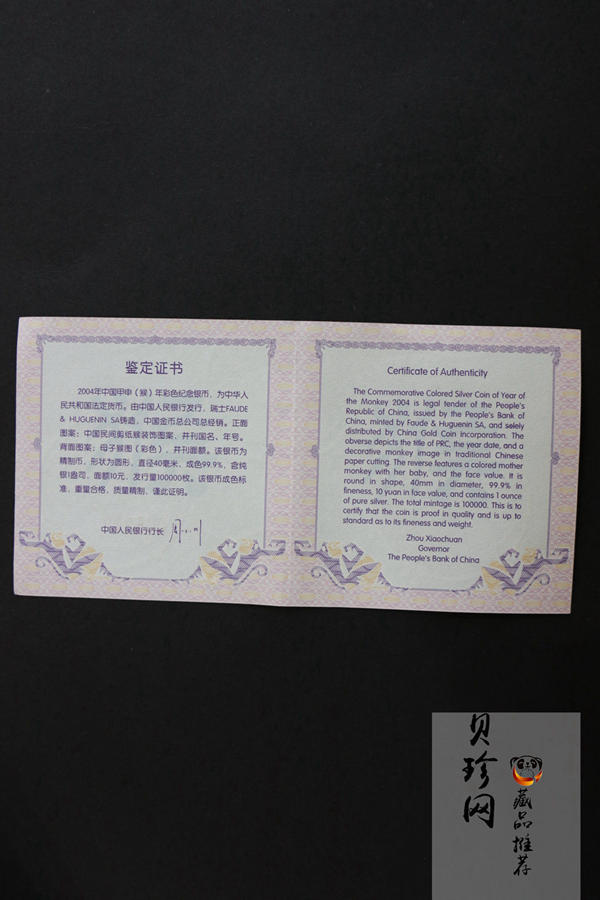 鉴定证书
2004年中国甲申（猴）年彩色纪念银币，为中华人
民共和国法定货币。由中国人民银行发行，瑞士FAUDE
& HUGUENIN SA铸造，中国金币总公司总经销。正面
图案：中国民间剪纸猴装饰图案，并刊国名、年号。
背面图案：母子猴图（彩色），并刊面额。该银币为
精制币，形状为圆形，直径40毫米，成色99.9%，含纯
银1盎司，面额10元，发行量100000枚。该银币成色标
准，重量合格，质量精制，谨此证明。
中国人民银行行长
Certificate of Authenticity
The Commemorative Colored Silver Coin of Year of
the Monkey 2004 is legal tender of the People's
Republic of China, issued by the People's Bank of
China, minted by Faude & Huguenin SA, and solely
distributed by China Gold Coin Incorporation. The
obverse depicts the title of PRC, the year date, and a
decorative monkey image in traditional Chinese
paper cutting. The reverse features a colored mother
monkey with her baby, and the face value. It is
round in shape, 40mm in diameter, 99.9% in
fineness, 10 yuan in face value, and contains 1 ounce
of pure silver. The total mintage is 100000. This is to
certify that the coin is proof in quality and is up to
standard as to its fineness and weight.
Zhou Xiaochuan
Governor
The People's Bank of China
贝珍网
藏品推荐